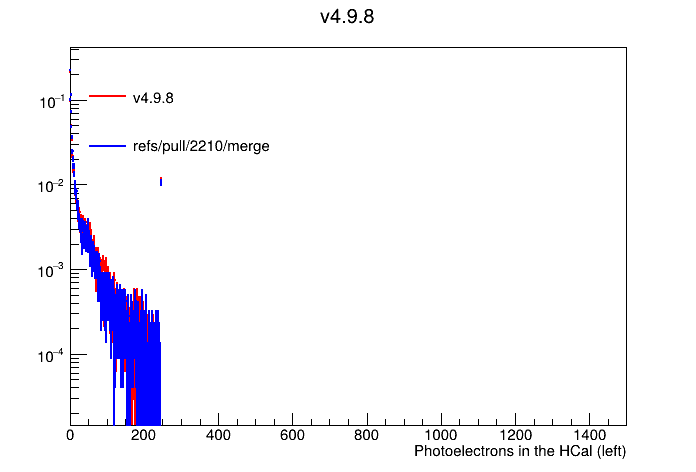 v4.9.8
v4.9.8
refs/pull/2210/merge
10⁻¹
10⁻²
10⁻³
10⁻⁴
0 200 400 600 800 1000 1200 1400
Photoelectrons in the HCal (left)